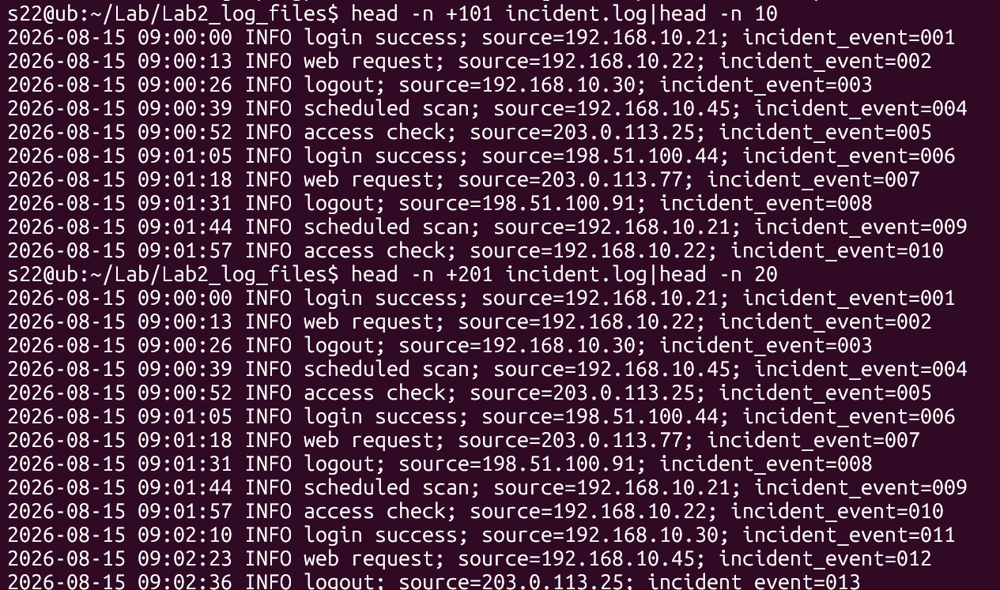 s22@ub:~/Lab/Lab2_log_files$ head -n +101 incident.log|head -n 10
2026-08-15 09:00:00 INFO login success; source=192.168.10.21; incident_event=001
2026-08-15 09:00:13 INFO web request; source=192.168.10.22; incident_event=002
2026-08-15 09:00:26 INFO logout; source=192.168.10.30; incident_event=003
2026-08-15 09:00:39 INFO scheduled scan; source=192.168.10.45; incident_event=004
2026-08-15 09:00:52 INFO access check; source=203.0.113.25; incident_event=005
2026-08-15 09:01:05 INFO login success; source=198.51.100.44; incident_event=006
2026-08-15 09:01:18 INFO web request; source=203.0.113.77; incident_event=007
2026-08-15 09:01:31 INFO logout; source=198.51.100.91; incident_event=008
2026-08-15 09:01:44 INFO scheduled scan; source=192.168.10.21; incident_event=009
2026-08-15 09:01:57 INFO access check; source=192.168.10.22; incident_event=010
s22@ub:~/Lab/Lab2_log_files$ head -n +201 incident.log|head -n 20
2026-08-15 09:00:00 INFO login success; source=192.168.10.21; incident_event=001
2026-08-15 09:00:13 INFO web request; source=192.168.10.22; incident_event=002
2026-08-15 09:00:26 INFO logout; source=192.168.10.30; incident_event=003
2026-08-15 09:00:39 INFO scheduled scan; source=192.168.10.45; incident_event=004
2026-08-15 09:00:52 INFO access check; source=203.0.113.25; incident_event=005
2026-08-15 09:01:05 INFO login success; source=198.51.100.44; incident_event=006
2026-08-15 09:01:18 INFO web request; source=203.0.113.77; incident_event=007
2026-08-15 09:01:31 INFO logout; source=198.51.100.91; incident_event=008
2026-08-15 09:01:44 INFO scheduled scan; source=192.168.10.21; incident_event=009
2026-08-15 09:01:57 INFO access check; source=192.168.10.22; incident_event=010
2026-08-15 09:02:10 INFO login success; source=192.168.10.30; incident_event=011
2026-08-15 09:02:23 INFO web request; source=192.168.10.45; incident_event=012
2026-08-15 09:02:36 INFO logout; source=203.0.113.25; incident_event=013